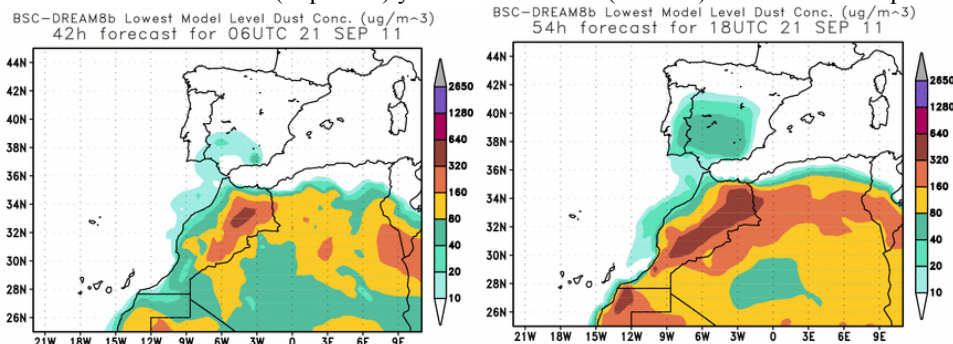 BSC-DREAM8b Lowest Model Level Dust Conc. (ug/m^3)
42h forecast for 06UTC 21 SEP 11
44N
42N
40N
38N
36N
34N
32N
30N
28N
26N
21W 18W 15W 12W 9W 6W 3W 0 3E 6E 9E
2650
1280
640
320
160
80
40
20
10
BSC-DREAM8b Lowest Model Level Dust Conc. (ug/m^3)
54h forecast for 18UTC 21 SEP 11
44N
42N
40N
38N
36N
34N
32N
30N
28N
26N
21W 18W 15W 12W 9W 6W 3W 0 3E 6E 9E
2650
1280
640
320
160
80
40
20
10